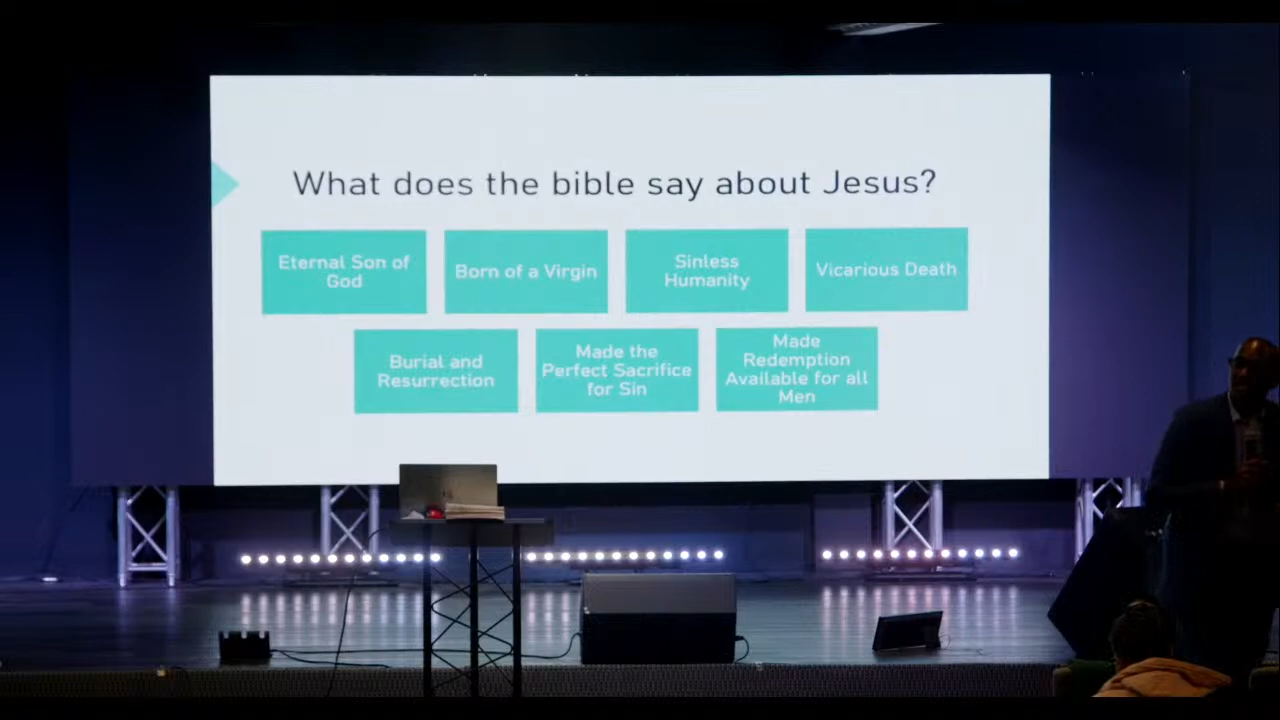 What does the bible say about Jesus?
Eternal Son of
God
Born of a Virgin
Sinless
Humanity
Vicarious Death
Burial and
Resurrection
Made the
Perfect Sacrifice
for Sin
Made
Redemption
Available for all
Men